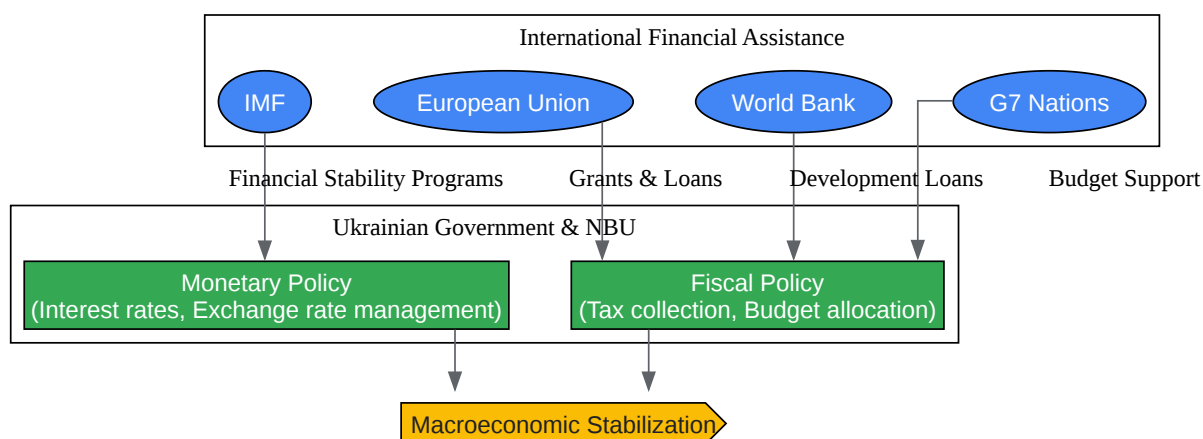 International Financial Assistance
IMF
European Union
World Bank
G7 Nations
Financial Stability Programs
Grants & Loans
Development Loans
Budget Support
Ukrainian Government & NBU
Monetary Policy
(Interest rates, Exchange rate management)
Fiscal Policy
(Tax collection, Budget allocation)
Macroeconomic Stabilization